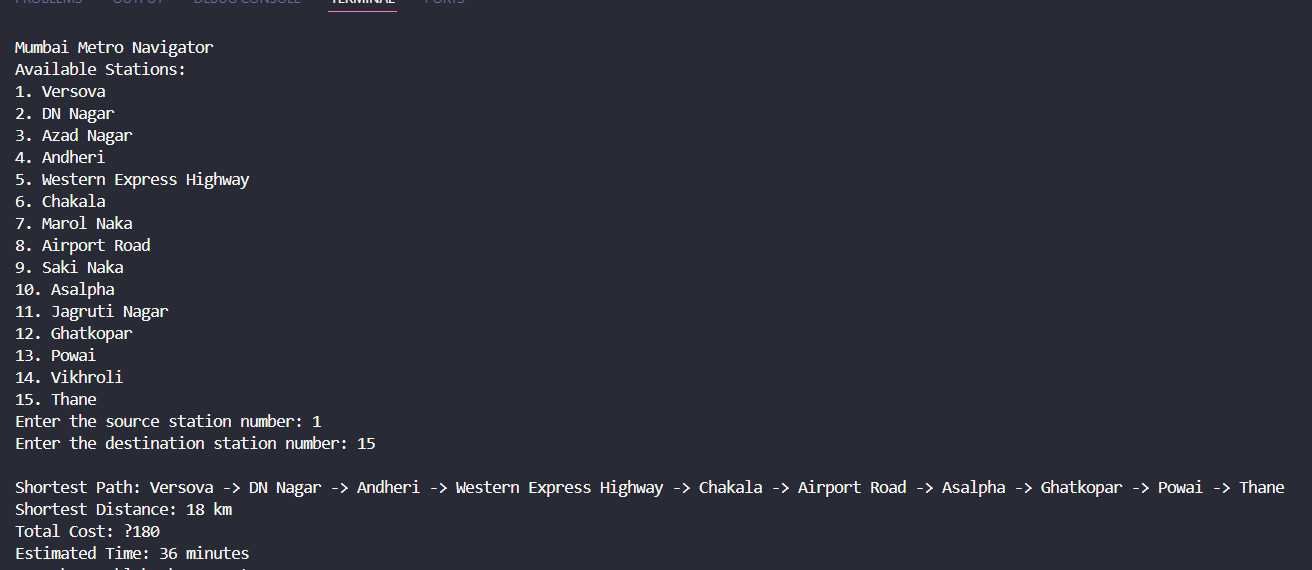 PROBLEMS OUTPUT DEBUG CONSOLE TERMINAL PORTS
Mumbai Metro Navigator
Available Stations:
1. Versova
2. DN Nagar
3. Azad Nagar
4. Andheri
5. Western Express Highway
6. Chakala
7. Marol Naka
8. Airport Road
9. Saki Naka
10. Asalpha
11. Jagruti Nagar
12. Ghatkopar
13. Powai
14. Vikhroli
15. Thane
Enter the source station number: 1
Enter the destination station number: 15
Shortest Path: Versova -> DN Nagar -> Andheri -> Western Express Highway -> Chakala -> Airport Road -> Asalpha -> Ghatkopar -> Powai -> Thane
Shortest Distance: 18 km
Total Cost: ?180
Estimated Time: 36 minutes